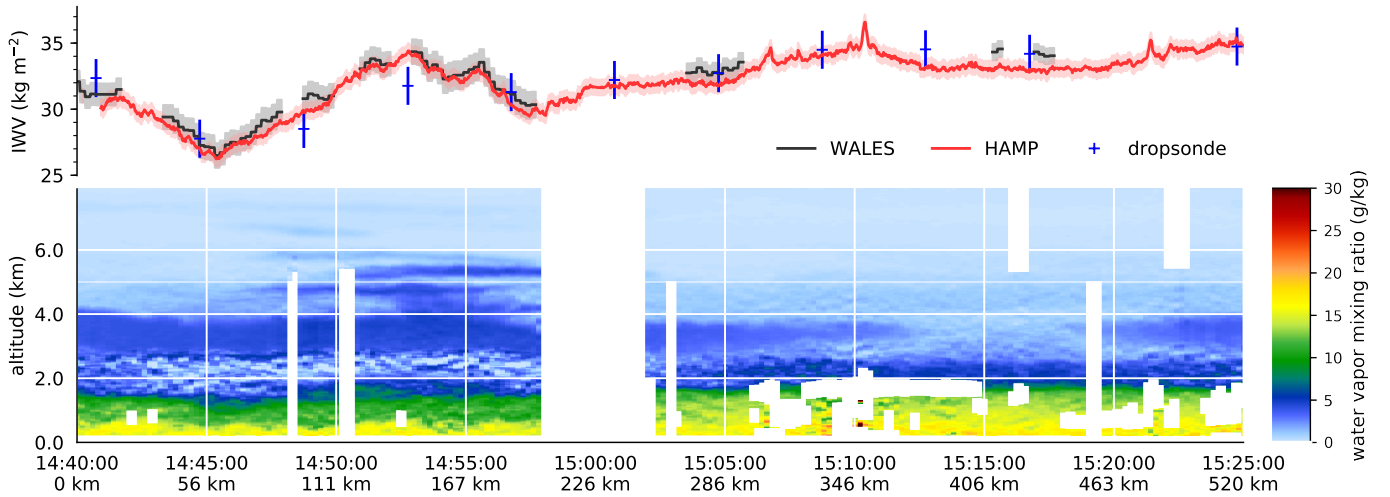 IWV (kg m⁻²)
35
30
25
WALES
HAMP
dropsonde
altitude (km)
6.0
4.0
2.0
0.0
14:40:00 14:45:00 14:50:00 14:55:00 15:00:00 15:05:00 15:10:00 15:15:00 15:20:00 15:25:00
0 km 56 km 111 km 167 km 226 km 286 km 346 km 406 km 463 km 520 km
30
25
20
15
10
5
0
water vapor mixing ratio (g/kg)